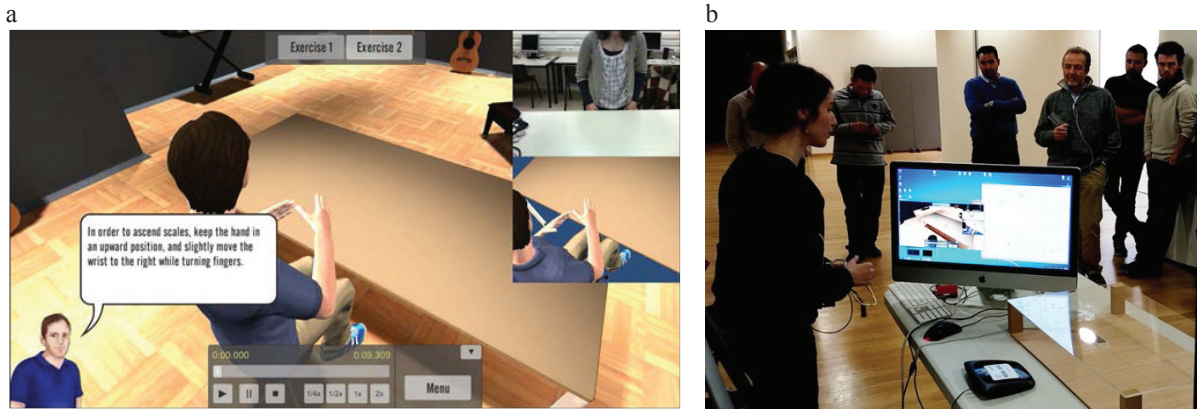 a
b
Exercise 1 Exercise 2
In order to ascend scales, keep the hand in
an upward position, and slightly move the
wrist to the right while turning fingers.
0:00.000 0:09.309
1/4x 1/2x 1x 2x
Menu